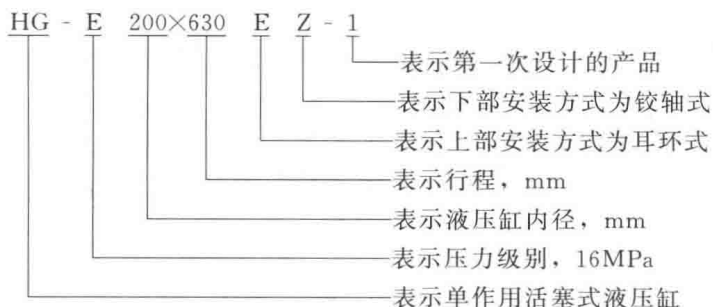 HG - E 200×630 E Z - 1
表示第一次设计的产品
表示下部安装方式为铰轴式
表示上部安装方式为耳环式
表示行程，mm
表示液压缸内径，mm
表示压力级别，16MPa
表示单作用活塞式液压缸